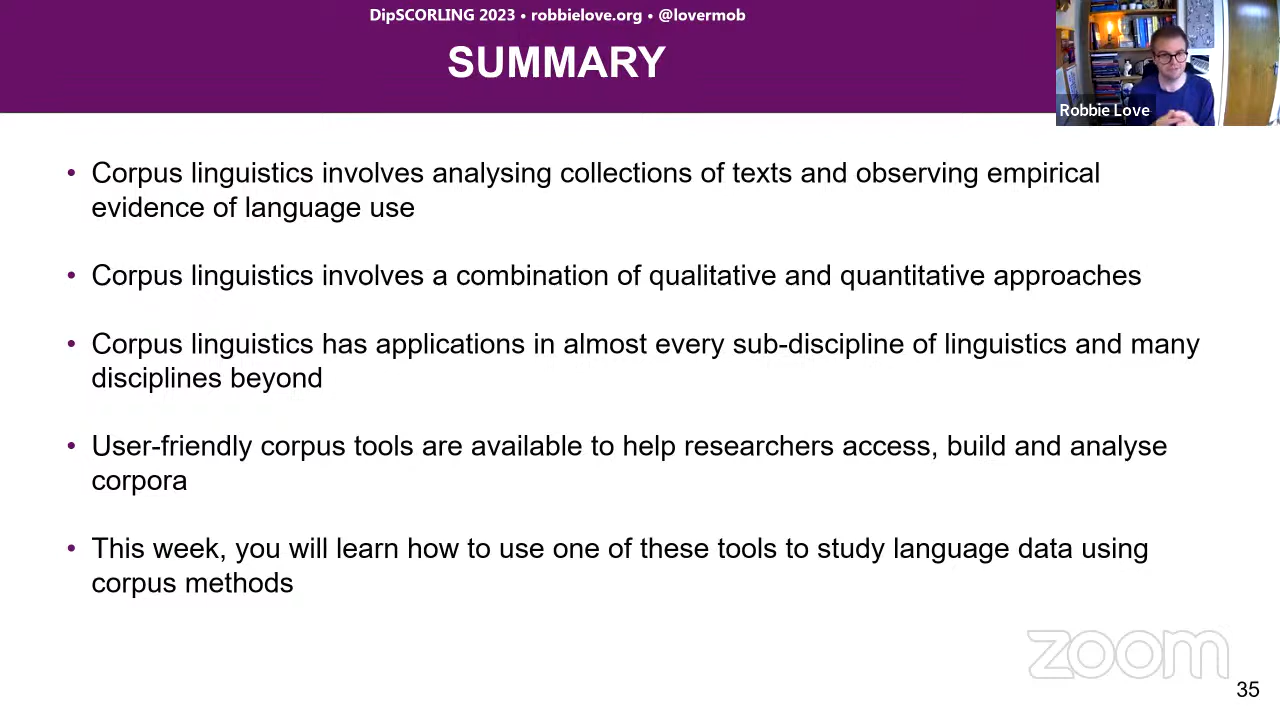 DipSCORLING 2023 • robbielove.org • @lovermob
SUMMARY
Robbie Love
• Corpus linguistics involves analysing collections of texts and observing empirical
evidence of language use
• Corpus linguistics involves a combination of qualitative and quantitative approaches
• Corpus linguistics has applications in almost every sub-discipline of linguistics and many
disciplines beyond
• User-friendly corpus tools are available to help researchers access, build and analyse
corpora
• This week, you will learn how to use one of these tools to study language data using
corpus methods
zoom
35